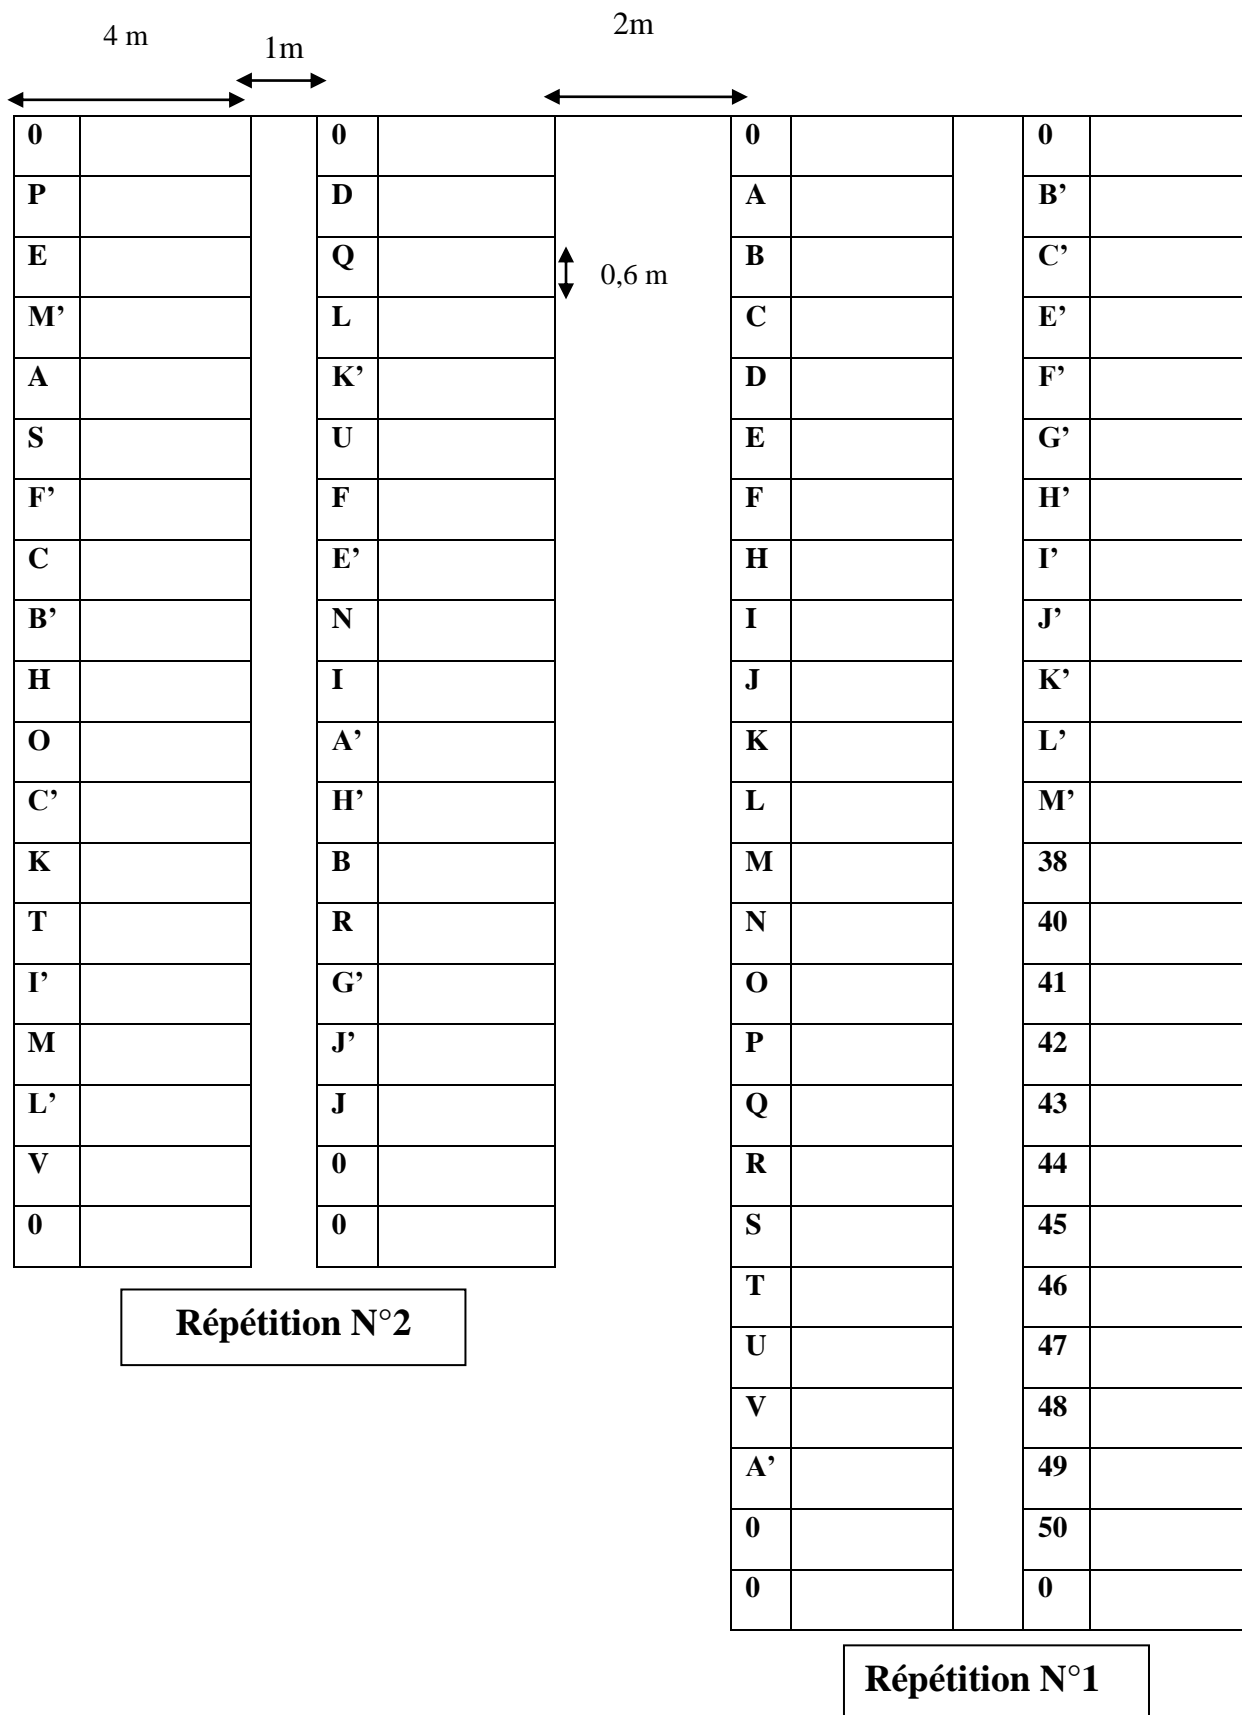 4 m 1m 2m
0 0 0 0
P D A B’
E Q B C’
0,6 m
M’ L C E’
A K’ D F’
S U E G’
F’ F F H’
C E’ H I’
B’ N I J’
H I J K’
O A’ K L’
C’ H’ L M’
K B M 38
T R N 40
I’ G’ O 41
M J’ P 42
L’ J Q 43
V 0 R 44
0 0 S 45
T 46
Répétition N°2
U 47
V 48
A’ 49
0 50
0 0
Répétition N°1